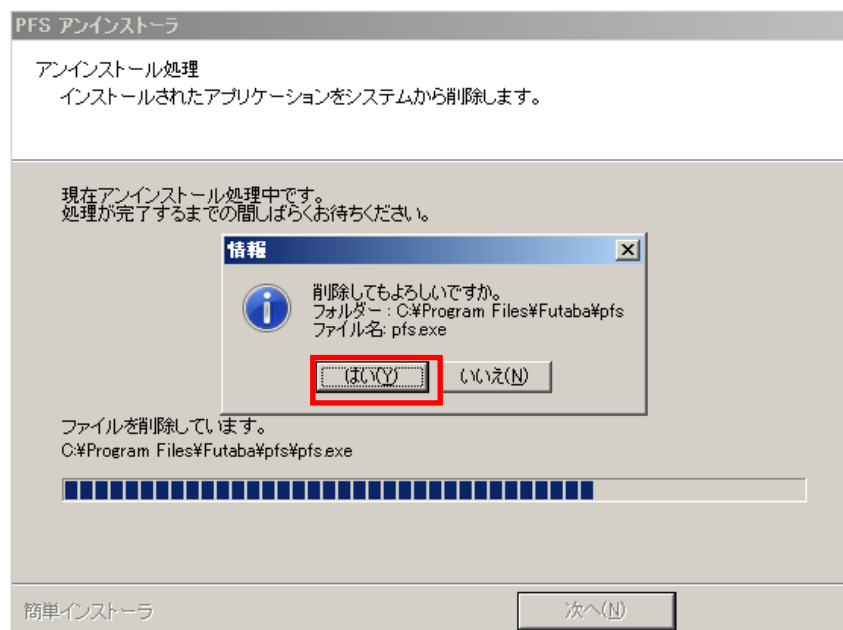 PFS アンインストーラ
アンインストール処理
インストールされたアプリケーションをシステムから削除します。
現在アンインストール処理中です。
処理が完了するまでの間しばらくお待ちください。
情報
削除してもよろしいですか。
フォルダー : C:¥Program Files¥Futaba¥pfs
ファイル名: pfs.exe
はい(Y)
いいえ(N)
ファイルを削除しています。
C:¥Program Files¥Futaba¥pfs¥pfs.exe
簡単インストーラ
次へ(N)